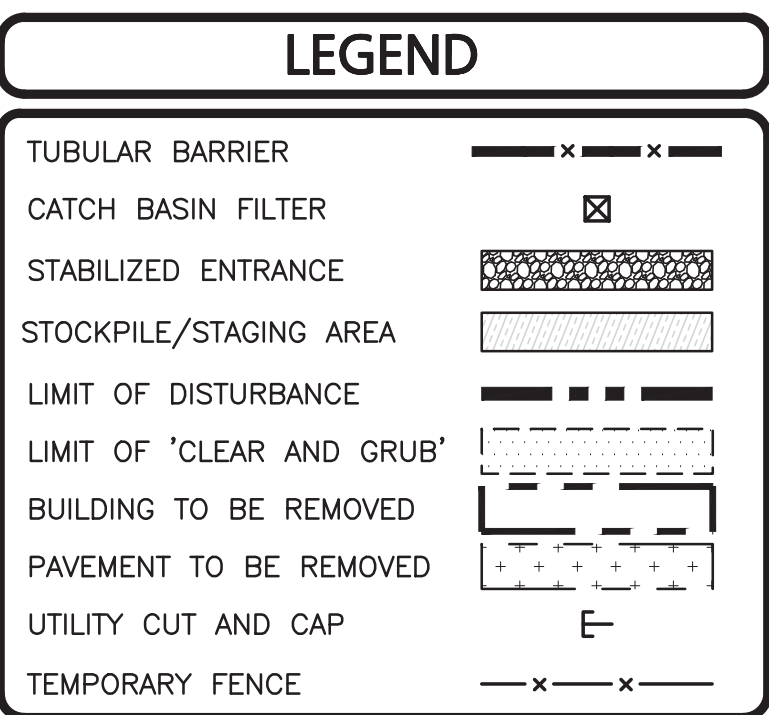 LEGEND
TUBULAR BARRIER
CATCH BASIN FILTER
STABILIZED ENTRANCE
STOCKPILE/STAGING AREA
LIMIT OF DISTURBANCE
LIMIT OF 'CLEAR AND GRUB'
BUILDING TO BE REMOVED
PAVEMENT TO BE REMOVED
UTILITY CUT AND CAP
TEMPORARY FENCE